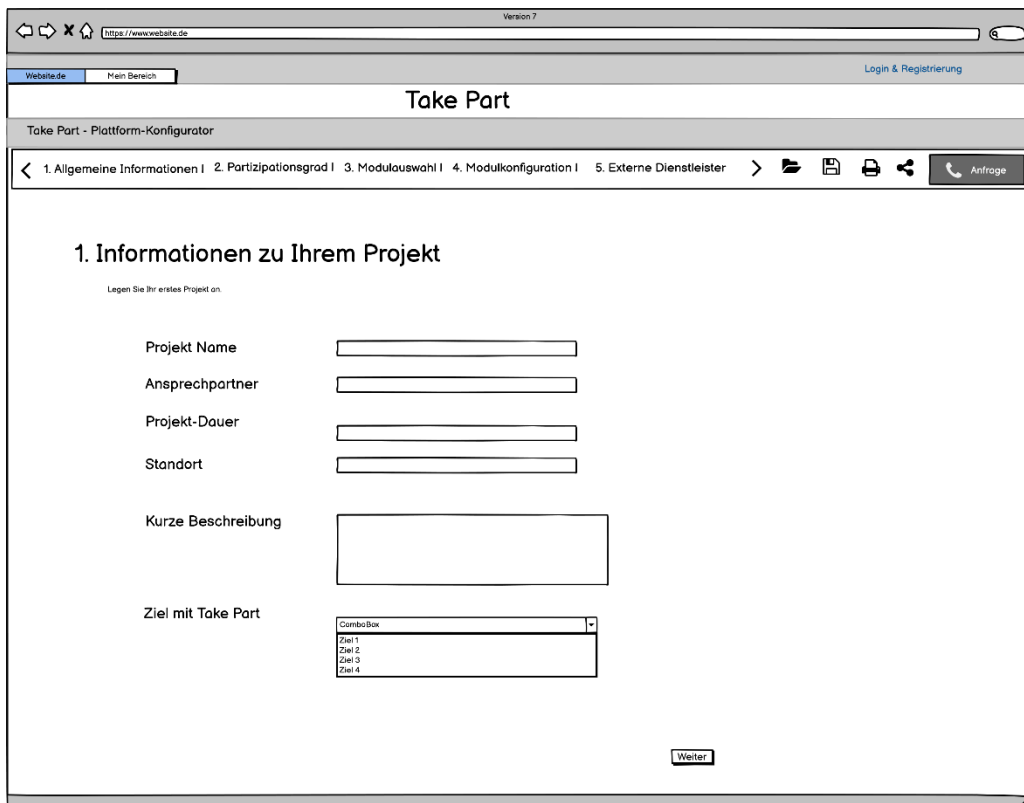 Version 7
https://www.website.de
Website.de
Mein Bereich
Login & Registrierung
Take Part
Take Part - Plattform-Konfigurator
1. Allgemeine Informationen I 2. Partizipationsgrad I 3. Modulauswahl I 4. Modulkonfiguration I 5. Externe Dienstleister
Anfrage
1. Informationen zu Ihrem Projekt
Legen Sie Ihr erstes Projekt an.
Projekt Name
Ansprechpartner
Projekt-Dauer
Standort
Kurze Beschreibung
Ziel mit Take Part
ComboBox
Ziel 1
Ziel 2
Ziel 3
Ziel 4
Weiter